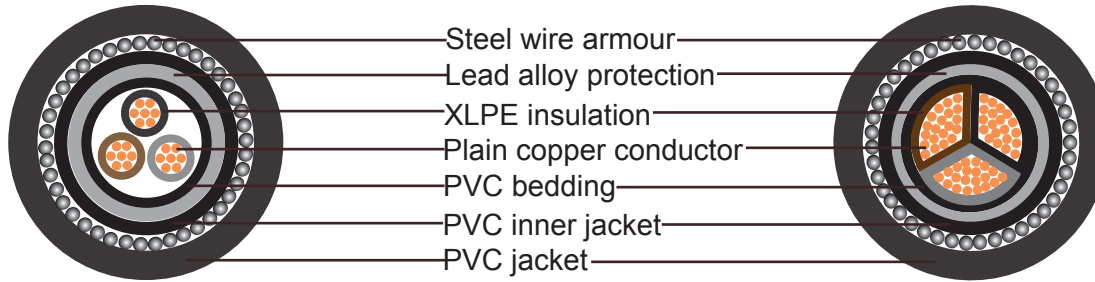 Steel wire armour
Lead alloy protection
XLPE insulation
Plain copper conductor
PVC bedding
PVC inner jacket
PVC jacket